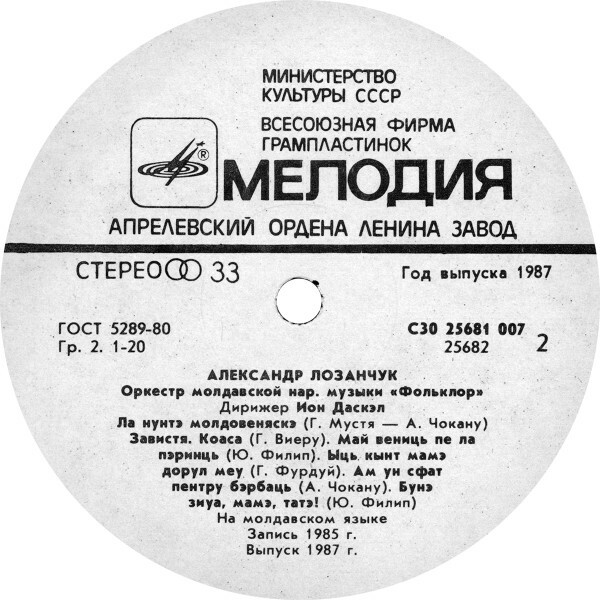 МИНИСТЕРСТВО
КУЛЬТУРЫ СССР
ВСЕСОЮЗНАЯ ФИРМА
ГРАМПЛАСТИНОК
®
МЕЛОДИЯ
АПРЕЛЕВСКИЙ ОРДЕНА ЛЕНИНА ЗАВОД
СТЕРЕО 33
Год выпуска 1987
ГОСТ 5289-80
Гр. 2. 1-20
С30 25681 007
25682
2
АЛЕКСАНДР ЛОЗАНЧУК
Оркестр молдавской нар. музыки «Фольклор»
Дирижер Ион Даскэл
Ла нунтэ молдовеняскэ (Г. Мустя — А. Чокану)
Завистя. Коаса (Г. Виеру). Май вениць пе ла
пэринць (Ю. Филип). Ыць кынт мамэ
дорул меу (Г. Фурдуй). Ам ун сфат
пентру бэрбаць (А. Чокану). Бунэ
зиуа, мамэ, татэ! (Ю. Филип)
На молдавском языке
Запись 1985 г.
Выпуск 1987 г.